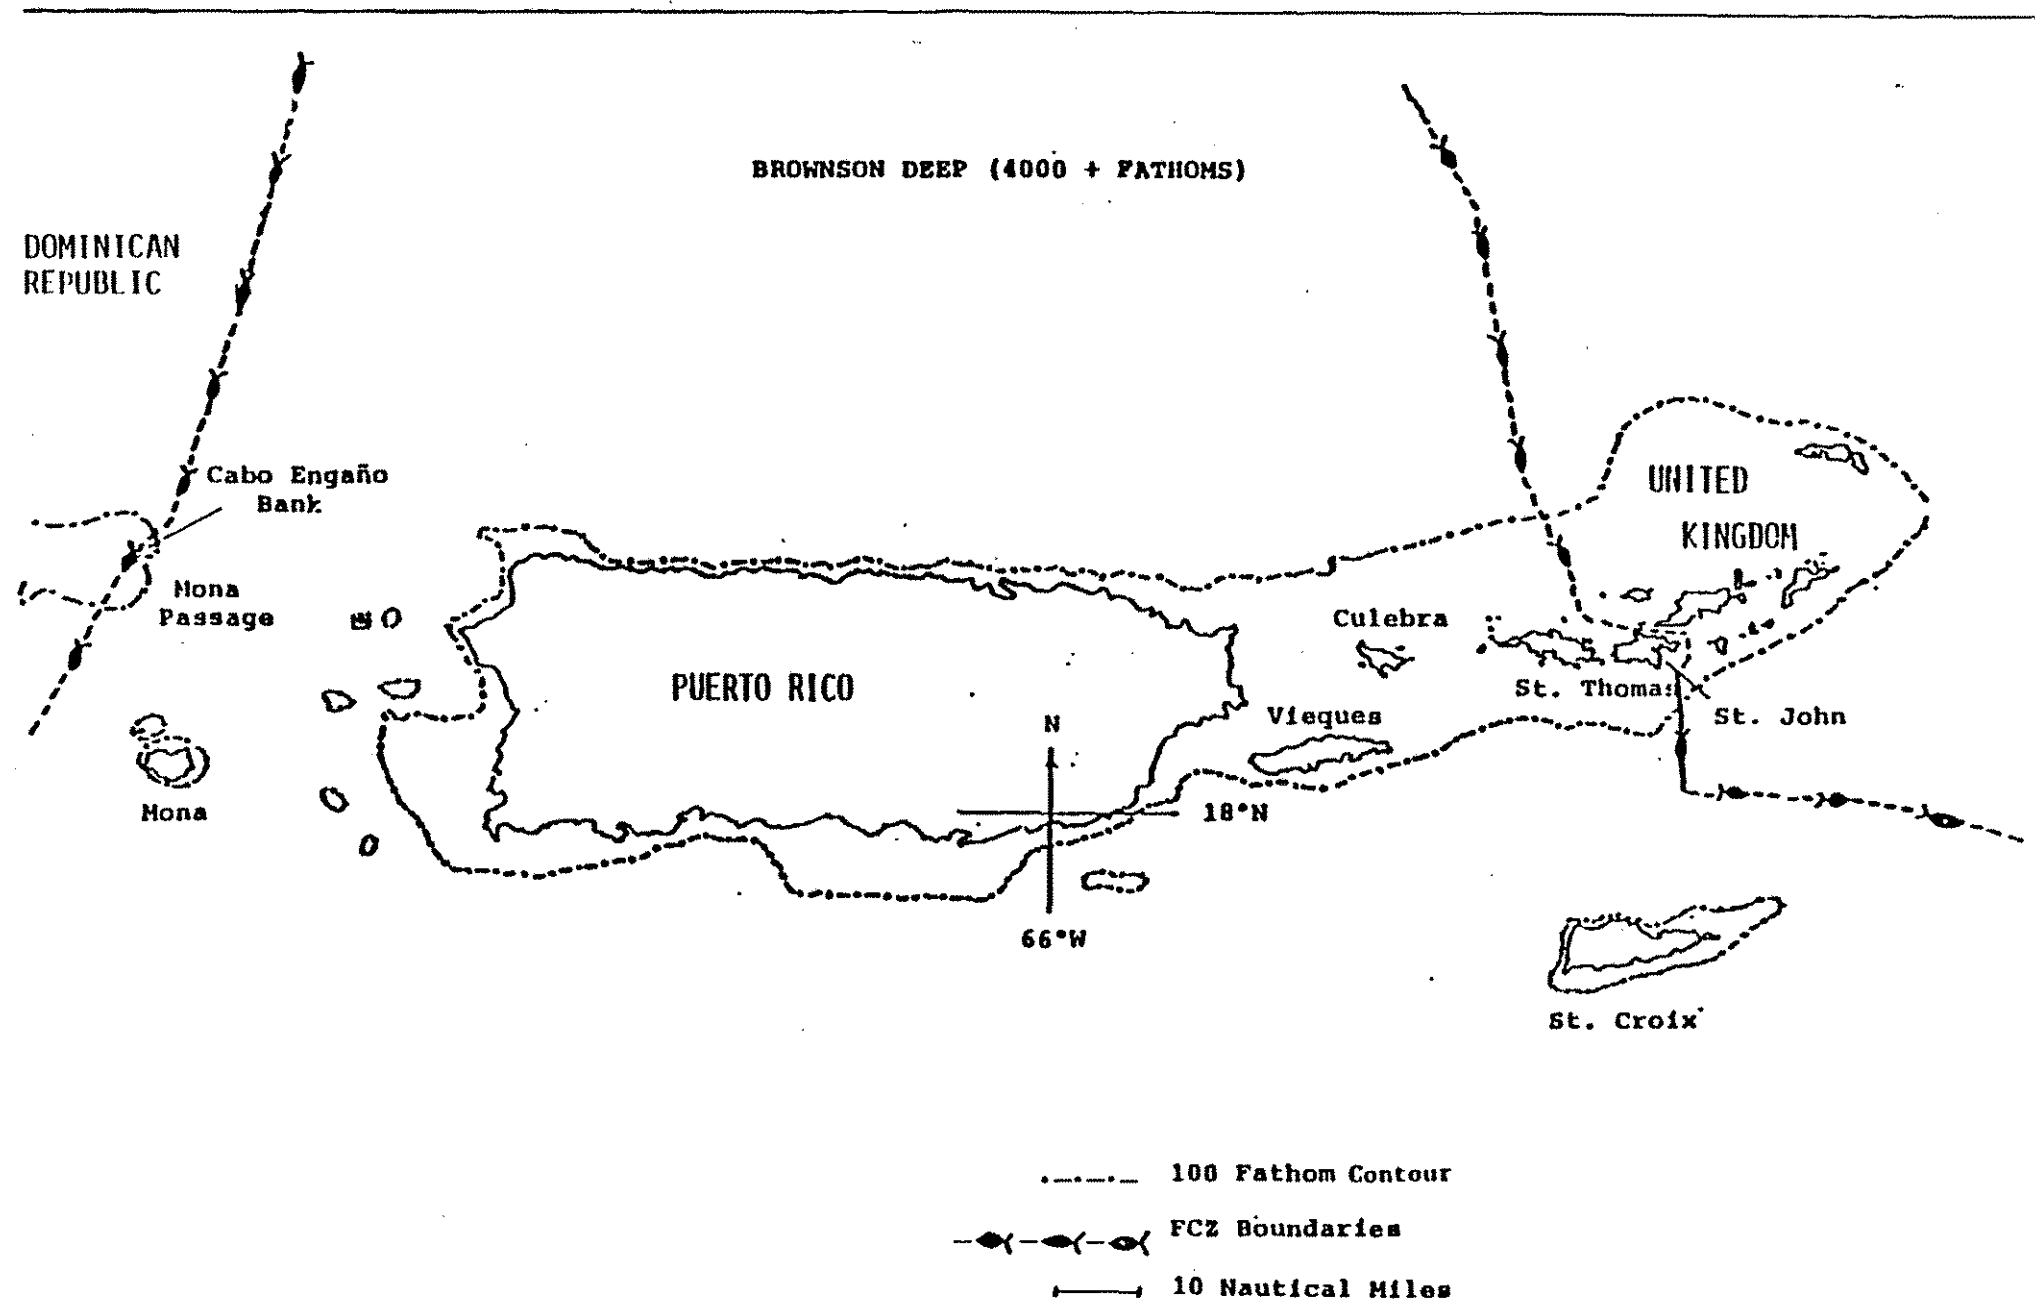 BROWNSON DEEP (4000 + FATHOMS)
DOMINICAN
REPUBLIC
UNITED
KINGDOM
Cabo Engaño
Bank
Mona
Passage
Culebra
PUERTO RICO
St. Thomas
Vieques
St. John
N
Mona
18°N
66°W
St. Croix
100 Fathom Contour
FCZ Boundaries
10 Nautical Miles